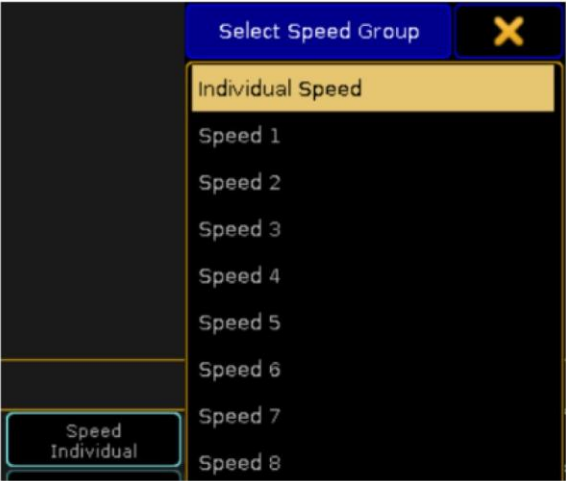 Select Speed Group
Individual Speed
Speed 1
Speed 2
Speed 3
Speed 4
Speed 5
Speed 6
Speed 7
Speed 8
Speed
Individual